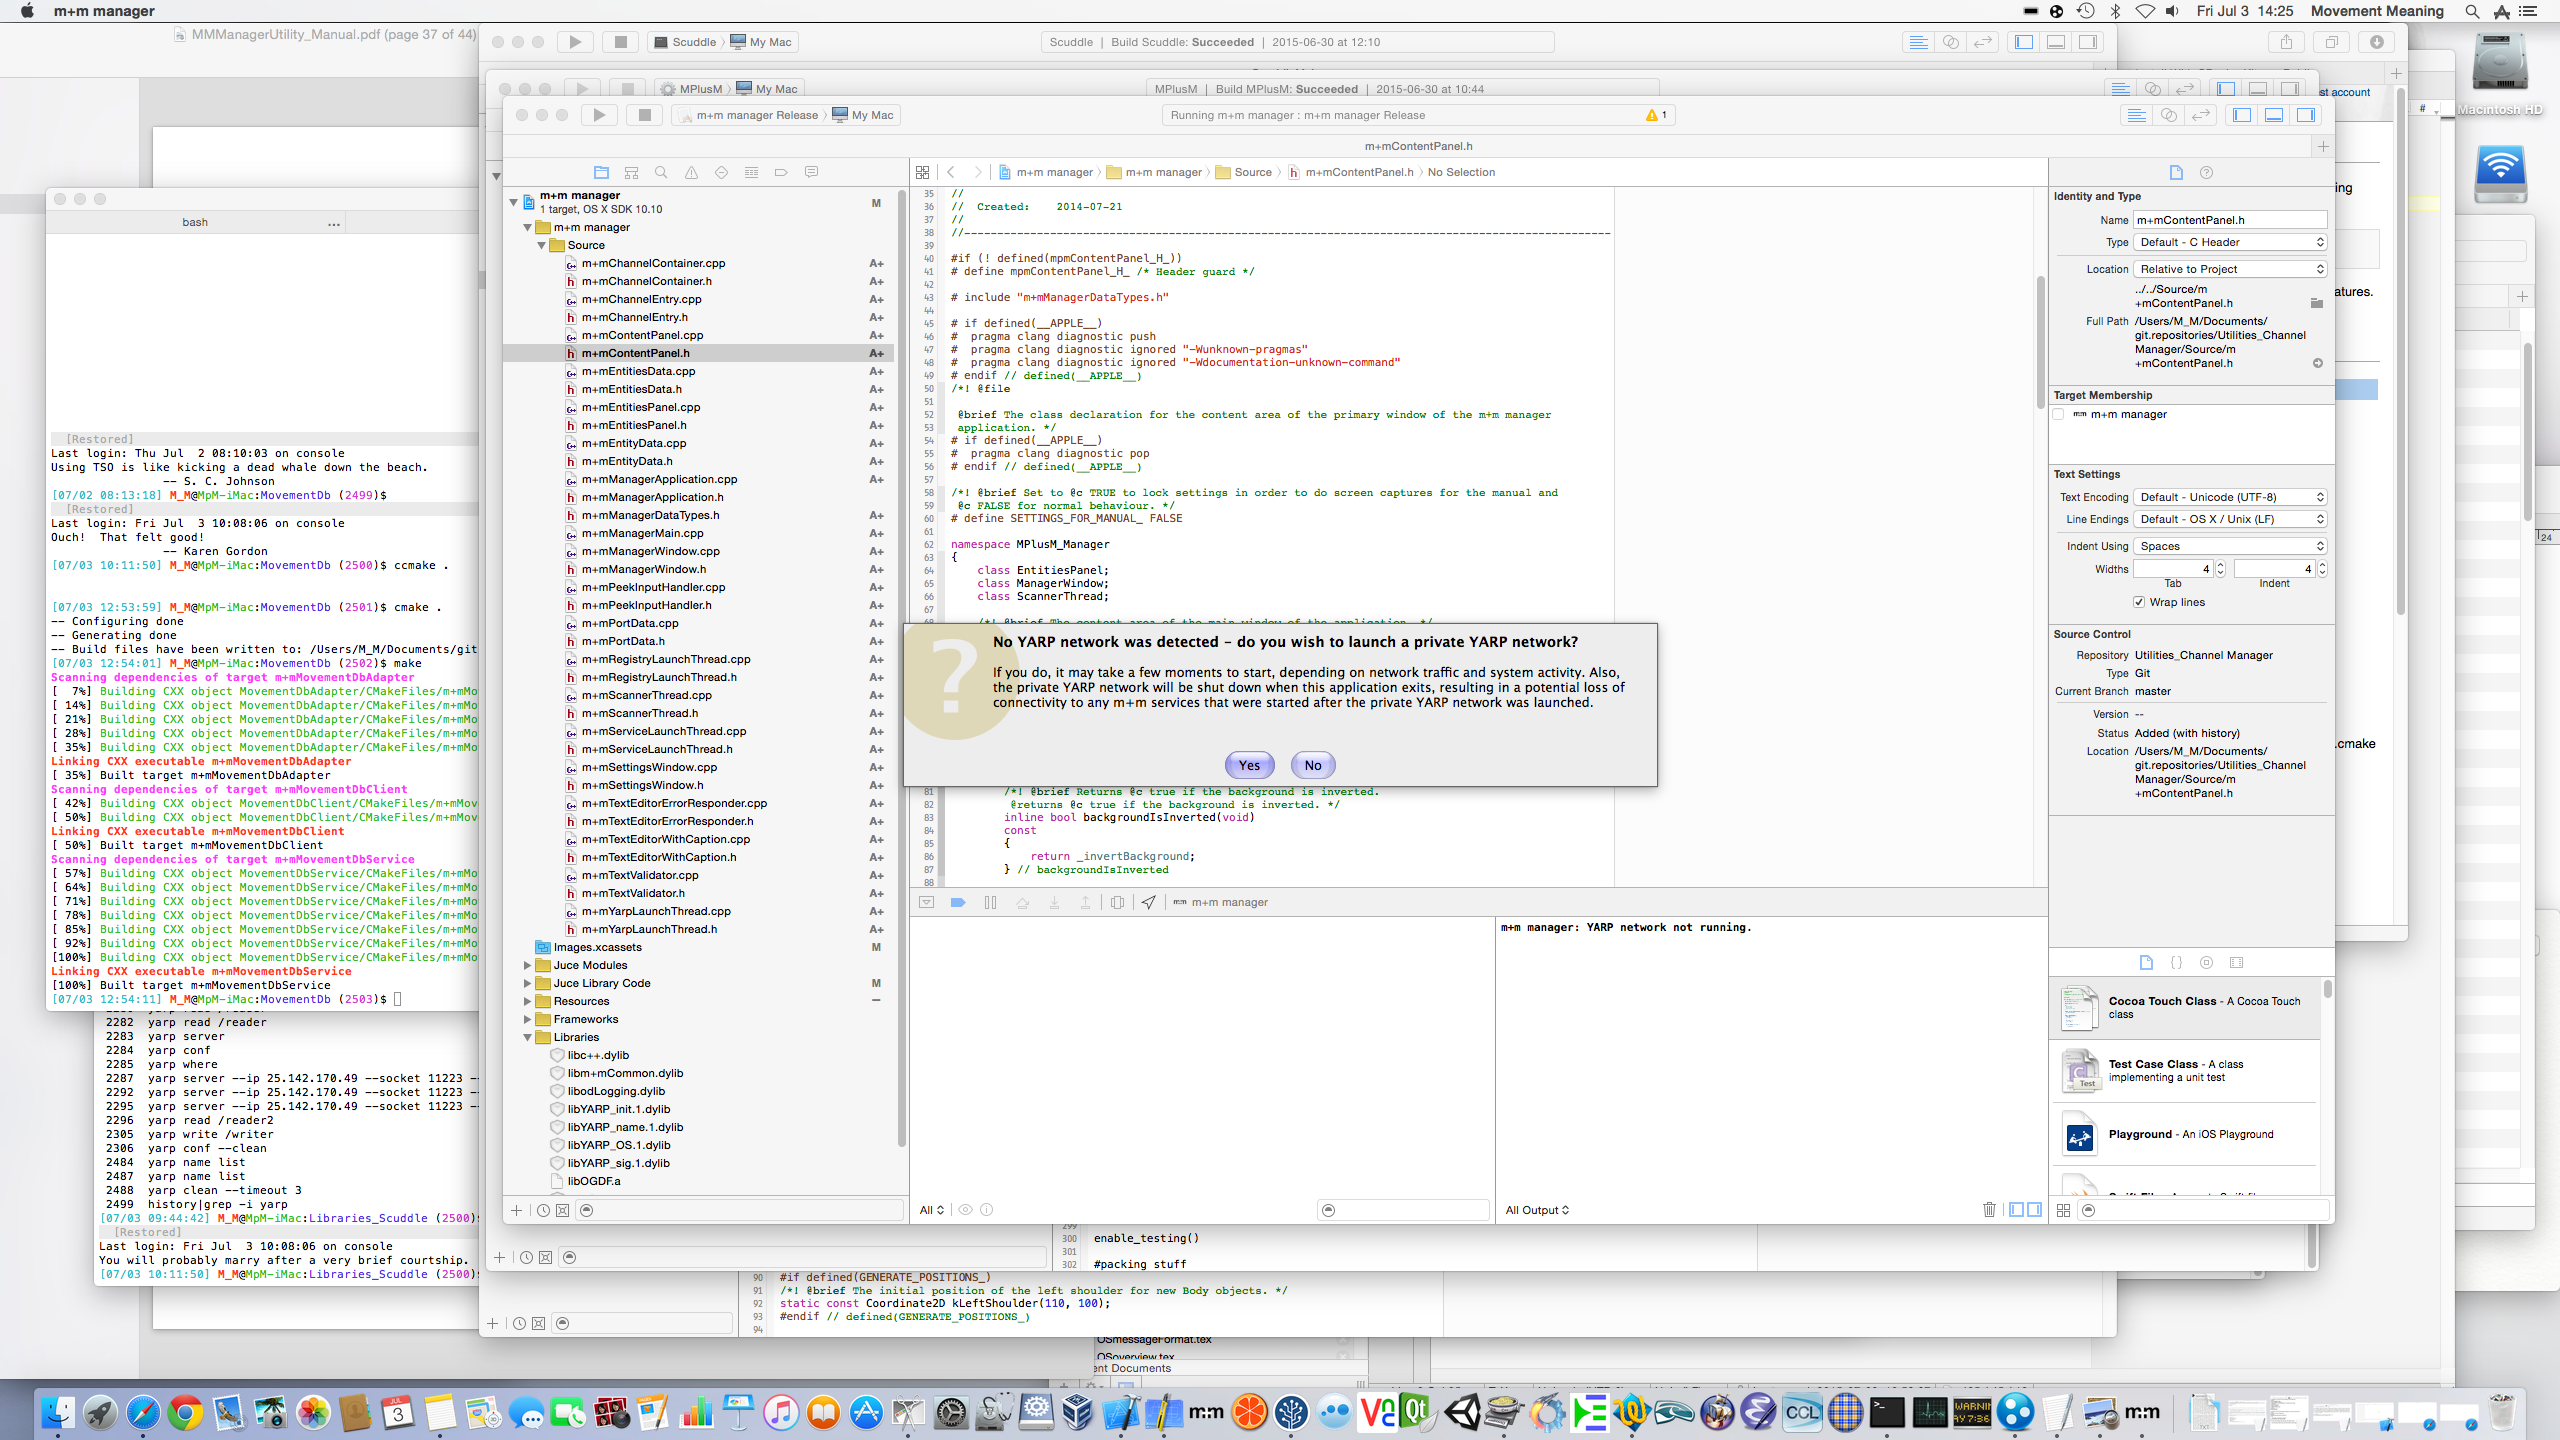 m+m manager
Fri Jul 3 14:25 Movement Meaning
MMManagerUtility_Manual.pdf (page 37 of 44)
Scuddle 〉 My Mac
Scuddle | Build Scuddle: Succeeded | 2015-06-30 at 12:10
MPlusM 〉 My Mac
MPlusM | Build MPlusM: Succeeded | 2015-06-30 at 10:44
st account
#
Macintosh HD
m+m manager Release 〉 My Mac
Running m+m manager : m+m manager Release
1
m+mContentPanel.h
bash
...
[Restored]
Last login: Thu Jul  2 08:10:03 on console
Using TSO is like kicking a dead whale down the beach.
-- S. C. Johnson
[07/02 08:13:18] M_M@MpM-iMac:MovementDb (2499)$
[Restored]
Last login: Fri Jul  3 10:08:06 on console
Ouch!  That felt good!
-- Karen Gordon
[07/03 10:11:50] M_M@MpM-iMac:MovementDb (2500)$ ccmake .
[07/03 12:53:59] M_M@MpM-iMac:MovementDb (2501)$ cmake .
-- Configuring done
-- Generating done
-- Build files have been written to: /Users/M_M/Documents/git
[07/03 12:54:01] M_M@MpM-iMac:MovementDb (2502)$ make
Scanning dependencies of target m+mMovementDbAdapter
[  7%] Building CXX object MovementDbAdapter/CMakeFiles/m+mMo
[ 14%] Building CXX object MovementDbAdapter/CMakeFiles/m+mMo
[ 21%] Building CXX object MovementDbAdapter/CMakeFiles/m+mMo
[ 28%] Building CXX object MovementDbAdapter/CMakeFiles/m+mMo
[ 35%] Building CXX object MovementDbAdapter/CMakeFiles/m+mMo
Linking CXX executable m+mMovementDbAdapter
[ 35%] Built target m+mMovementDbAdapter
Scanning dependencies of target m+mMovementDbClient
[ 42%] Building CXX object MovementDbClient/CMakeFiles/m+mMov
[ 50%] Building CXX object MovementDbClient/CMakeFiles/m+mMov
Linking CXX executable m+mMovementDbClient
[ 50%] Built target m+mMovementDbClient
Scanning dependencies of target m+mMovementDbService
[ 57%] Building CXX object MovementDbService/CMakeFiles/m+mMo
[ 64%] Building CXX object MovementDbService/CMakeFiles/m+mMo
[ 71%] Building CXX object MovementDbService/CMakeFiles/m+mMo
[ 78%] Building CXX object MovementDbService/CMakeFiles/m+mMo
[ 85%] Building CXX object MovementDbService/CMakeFiles/m+mMo
[ 92%] Building CXX object MovementDbService/CMakeFiles/m+mMo
[100%] Building CXX object MovementDbService/CMakeFiles/m+mMo
Linking CXX executable m+mMovementDbService
[100%] Built target m+mMovementDbService
[07/03 12:54:11] M_M@MpM-iMac:MovementDb (2503)$
2282  yarp read /reader
2283  yarp server
2284  yarp conf
2285  yarp where
2287  yarp server --ip 25.142.170.49 --socket 11223 --
2292  yarp server --ip 25.142.170.49 --socket 11223 --
2295  yarp server --ip 25.142.170.49 --socket 11223 --
2296  yarp read /reader2
2305  yarp write /writer
2306  yarp conf --clean
2484  yarp name list
2487  yarp name list
2488  yarp clean --timeout 3
2499  history|grep -i yarp
[07/03 09:44:42] M_M@MpM-iMac:Libraries_Scuddle (2500)$
[Restored]
Last login: Fri Jul  3 10:08:06 on console
You will probably marry after a very brief courtship.
[07/03 10:11:50] M_M@MpM-iMac:Libraries_Scuddle (2500)$
m+m manager M
1 target, OS X SDK 10.10
m+m manager
Source
m+mChannelContainer.cpp A+
m+mChannelContainer.h A+
m+mChannelEntry.cpp A+
m+mChannelEntry.h A+
m+mContentPanel.cpp A+
m+mContentPanel.h A+
m+mEntitiesData.cpp A+
m+mEntitiesData.h A+
m+mEntitiesPanel.cpp A+
m+mEntitiesPanel.h A+
m+mEntityData.cpp A+
m+mEntityData.h A+
m+mManagerApplication.cpp A+
m+mManagerApplication.h
m+mManagerDataTypes.h A+
m+mManagerMain.cpp A+
m+mManagerWindow.cpp A+
m+mManagerWindow.h A+
m+mPeekInputHandler.cpp A+
m+mPeekInputHandler.h A+
m+mPortData.cpp A+
m+mPortData.h A+
m+mRegistryLaunchThread.cpp A+
m+mRegistryLaunchThread.h A+
m+mScannerThread.cpp A+
m+mScannerThread.h A+
m+mServiceLaunchThread.cpp A+
m+mServiceLaunchThread.h A+
m+mSettingsWindow.cpp A+
m+mSettingsWindow.h A+
m+mTextEditorErrorResponder.cpp A+
m+mTextEditorErrorResponder.h A+
m+mTextEditorWithCaption.cpp A+
m+mTextEditorWithCaption.h A+
m+mTextValidator.cpp A+
m+mTextValidator.h A+
m+mYarpLaunchThread.cpp A+
m+mYarpLaunchThread.h A+
Images.xcassets M
Juce Modules
Juce Library Code M
Resources –
Frameworks
Libraries
libc++.dylib
libm+mCommon.dylib
libodLogging.dylib
libYARP_init.1.dylib
libYARP_name.1.dylib
libYARP_OS.1.dylib
libYARP_sig.1.dylib
libOGDF.a
m+m manager 〉 m+m manager 〉 Source 〉 m+mContentPanel.h 〉 No Selection
35 //
36 //  Created:    2014-07-21
37 //
38 //--------------------------------------------------------------------------------------------------
39
40 #if (! defined(mpmContentPanel_H_))
41 # define mpmContentPanel_H_ /* Header guard */
42
43 # include "m+mManagerDataTypes.h"
44
45 # if defined(__APPLE__)
46 #  pragma clang diagnostic push
47 #  pragma clang diagnostic ignored "-Wunknown-pragmas"
48 #  pragma clang diagnostic ignored "-Wdocumentation-unknown-command"
49 # endif // defined(__APPLE__)
50 /*! @file
51
52  @brief The class declaration for the content area of the primary window of the m+m manager
53  application. */
54 # if defined(__APPLE__)
55 #  pragma clang diagnostic pop
56 # endif // defined(__APPLE__)
57
58 /*! @brief Set to @c TRUE to lock settings in order to do screen captures for the manual and
59  @c FALSE for normal behaviour. */
60 # define SETTINGS_FOR_MANUAL_ FALSE
61
62 namespace MPlusM_Manager
63 {
64     class EntitiesPanel;
65     class ManagerWindow;
66     class ScannerThread;
67
68     /*! @brief The content area of the main window of the application. */
No YARP network was detected – do you wish to launch a private YARP network?
If you do, it may take a few moments to start, depending on network traffic and system activity. Also,
the private YARP network will be shut down when this application exits, resulting in a potential loss of
connectivity to any m+m services that were started after the private YARP network was launched.
Yes No
81         /*! @brief Returns @c true if the background is inverted.
82          @returns @c true if the background is inverted. */
83         inline bool backgroundIsInverted(void)
84         const
85         {
86             return _invertBackground;
87         } // backgroundIsInverted
88
m+m manager
m+m manager: YARP network not running.
All
All Output
Identity and Type
Name m+mContentPanel.h
Type Default - C Header
Location Relative to Project
../../Source/m
+mContentPanel.h
Full Path /Users/M_M/Documents/
git.repositories/Utilities_Channel
Manager/Source/m
+mContentPanel.h
Target Membership
m+m manager
Text Settings
Text Encoding Default - Unicode (UTF-8)
Line Endings Default - OS X / Unix (LF)
Indent Using Spaces
Widths 4 4
Tab Indent
Wrap lines
Source Control
Repository Utilities_Channel Manager
Type Git
Current Branch master
Version --
Status Added (with history)
Location /Users/M_M/Documents/
git.repositories/Utilities_Channel
Manager/Source/m
+mContentPanel.h
{}
Cocoa Touch Class - A Cocoa Touch
class
Test Case Class - A class
implementing a unit test
Test
Playground - An iOS Playground
ing
atures.
.cmake
24
299
300 enable_testing()
301
302 #packing stuff
90 #if defined(GENERATE_POSITIONS_)
91 /*! @brief The initial position of the left shoulder for new Body objects. */
92 static const Coordinate2D kLeftShoulder(110, 100);
93 #endif // defined(GENERATE_POSITIONS_)
94
OSmessageFormat.tex
OSoverview.tex
ent Documents
JUL
3
m:m
VNC
Qt
CCL
WARNIN
AY 7:36
m:m